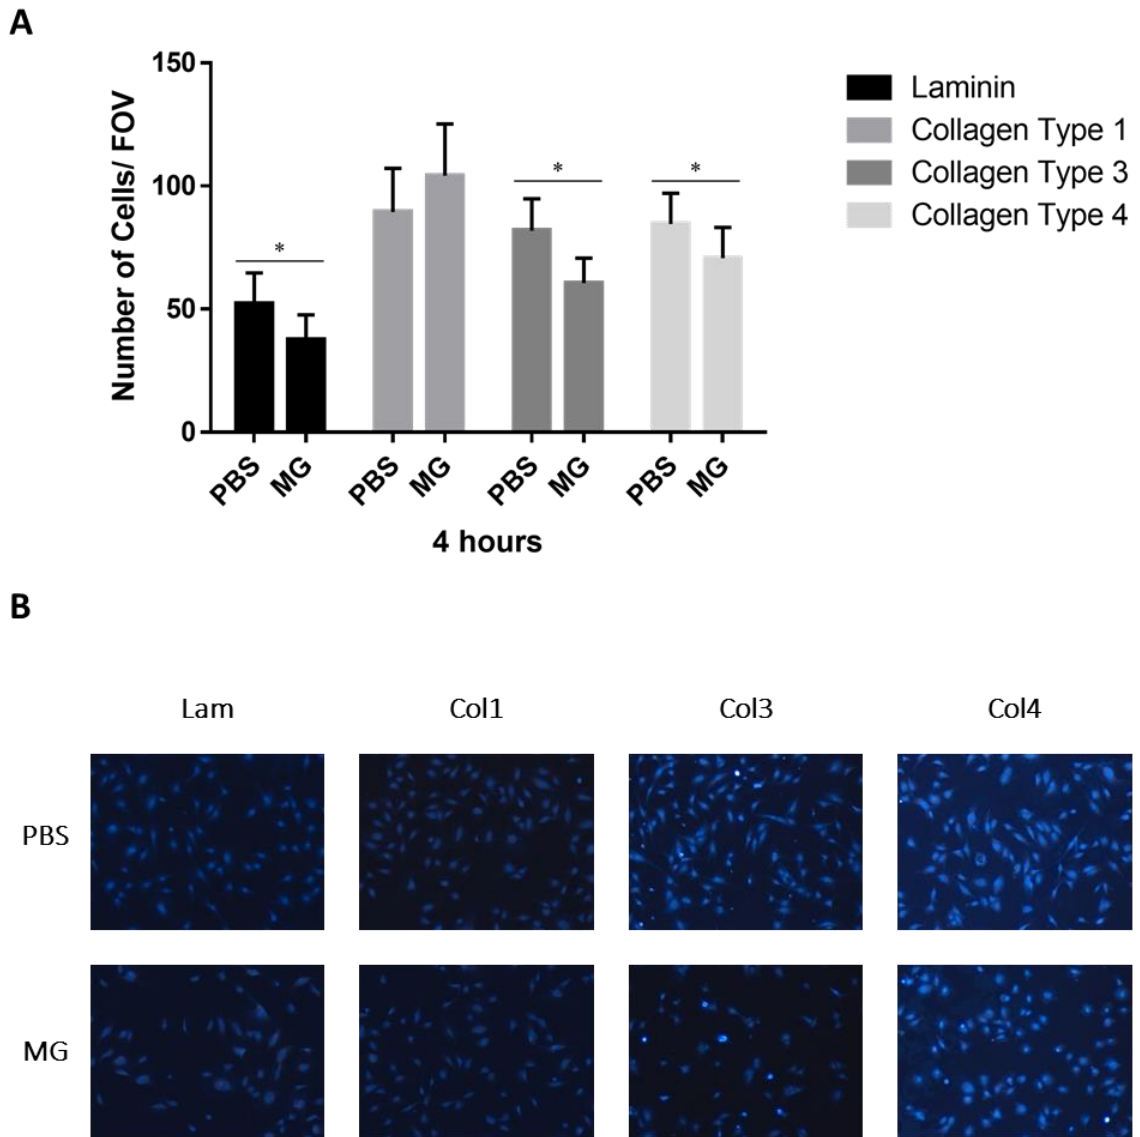 A
150
100
50
0
Number of Cells/ FOV
*
*
*
PBS
MG
PBS
MG
PBS
MG
PBS
MG
4 hours
Laminin
Collagen Type 1
Collagen Type 3
Collagen Type 4
B
Lam
Col1
Col3
Col4
PBS
MG